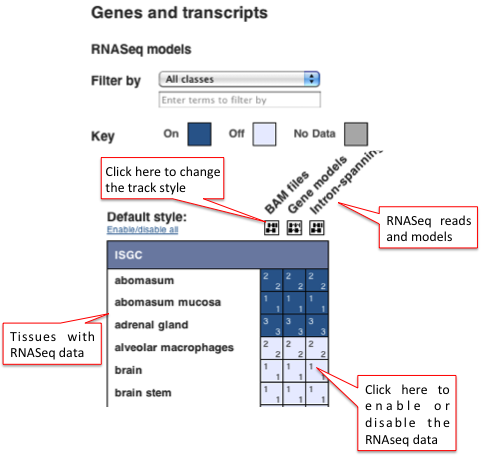 Genes and transcripts
RNASeq models
Filter by
All classes
Enter terms to filter by
Key
On
Off
No Data
Click here to change
the track style
BAM files
Gene models
Intron-spannin
RNASeq reads
and models
Default style:
Enable/disable all
ISGC
abomasum
2 2 2
2 2 2
abomasum mucosa
1 1 1
1 1 1
adrenal gland
3 3 3
3 3 3
alveolar macrophages
2 2 2
2 2 2
brain
1 1 1
1 1 1
brain stem
1 1 1
1 1 1
Tissues with
RNASeq data
Click here to
enable or
disable the
RNAseq data